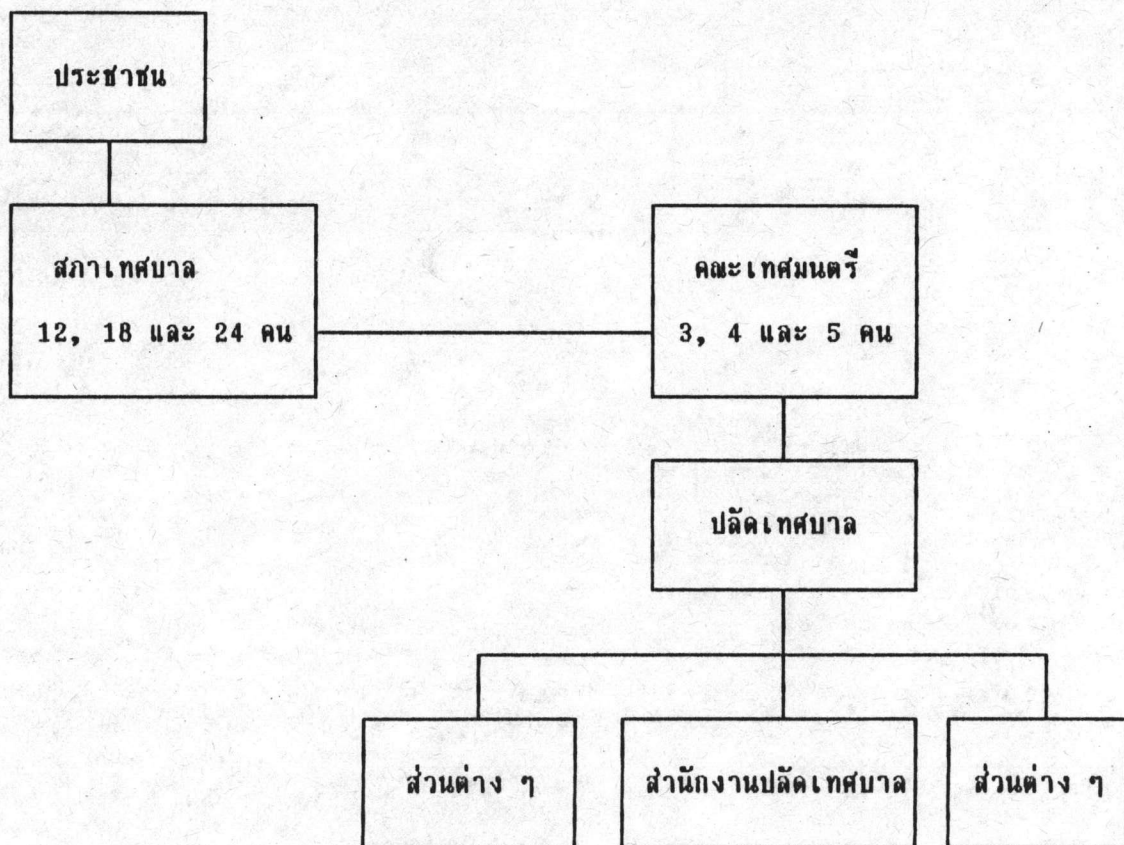 ประชาชน
สภาเทศบาล
12, 18 และ 24 คน
คณะเทศมนตรี
3, 4 และ 5 คน
ปลัดเทศบาล
ส่วนต่าง ๆ
สำนักงานปลัดเทศบาล
ส่วนต่าง ๆ